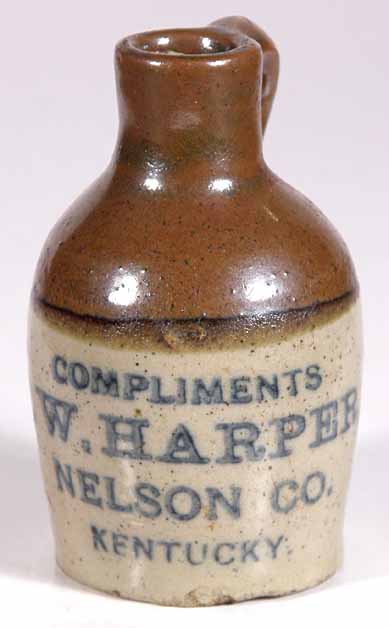 COMPLIMENTS
W. HARPER
NELSON CO.
KENTUCKY.